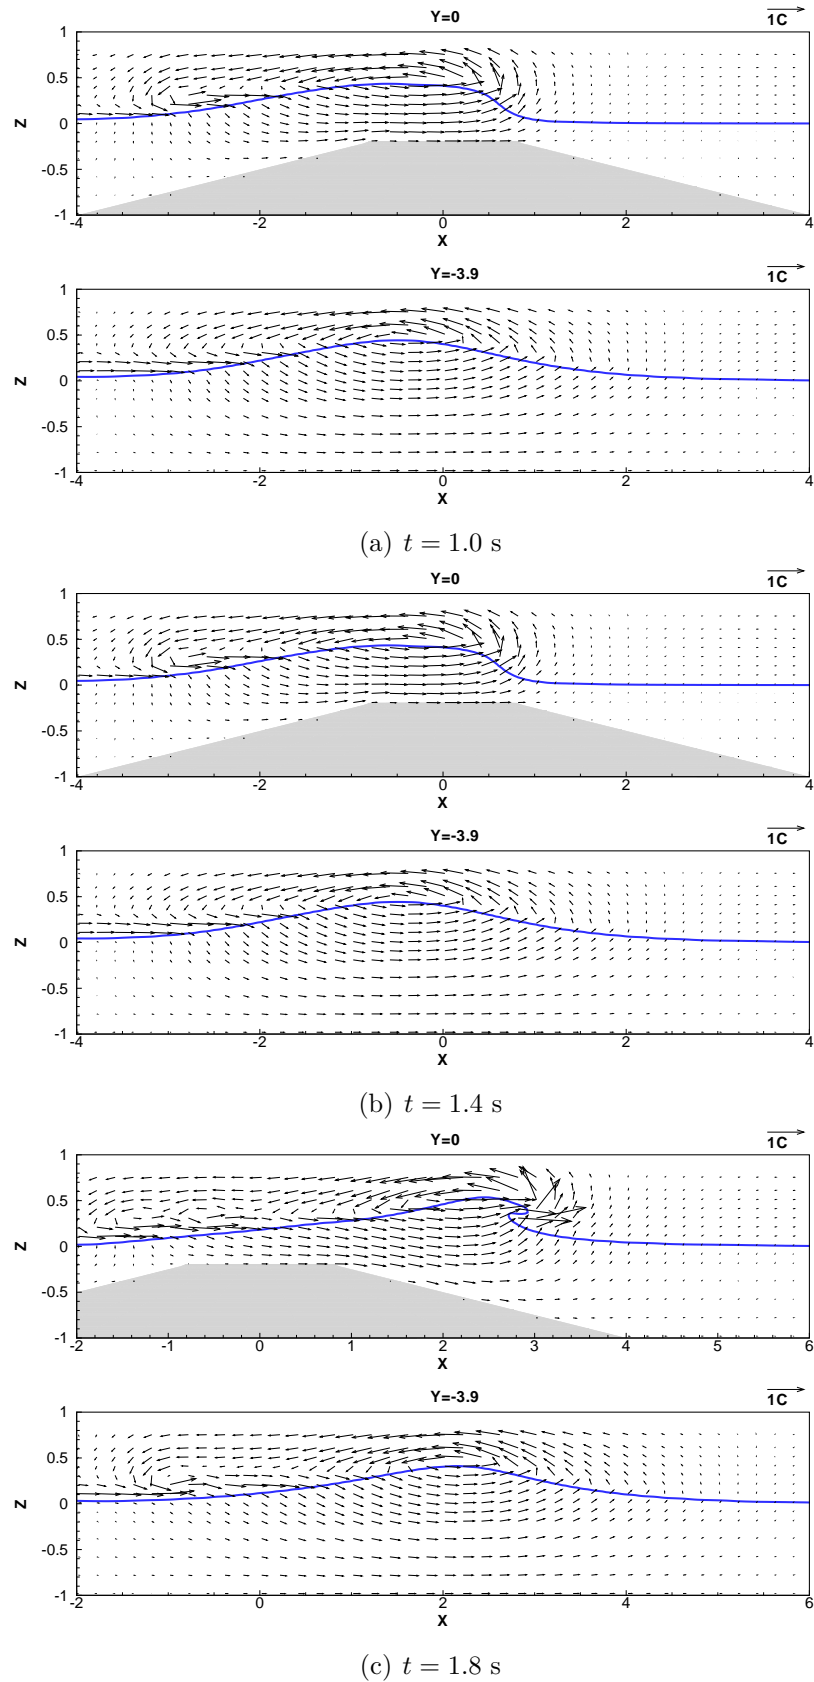 Y=0
1C
1
0.5
0
-0.5
-1
Z
-4 -2 0 2 4
X
Y=-3.9
1C
1
0.5
0
-0.5
-1
Z
-4 -2 0 2 4
X
(a) t = 1.0 s
Y=0
1C
1
0.5
0
-0.5
-1
Z
-4 -2 0 2 4
X
Y=-3.9
1C
1
0.5
0
-0.5
-1
Z
-4 -2 0 2 4
X
(b) t = 1.4 s
Y=0
1C
1
0.5
0
-0.5
-1
Z
-2 -1 0 1 2 3 4 5 6
X
Y=-3.9
1C
1
0.5
0
-0.5
-1
Z
-2 0 2 4 6
X
(c) t = 1.8 s